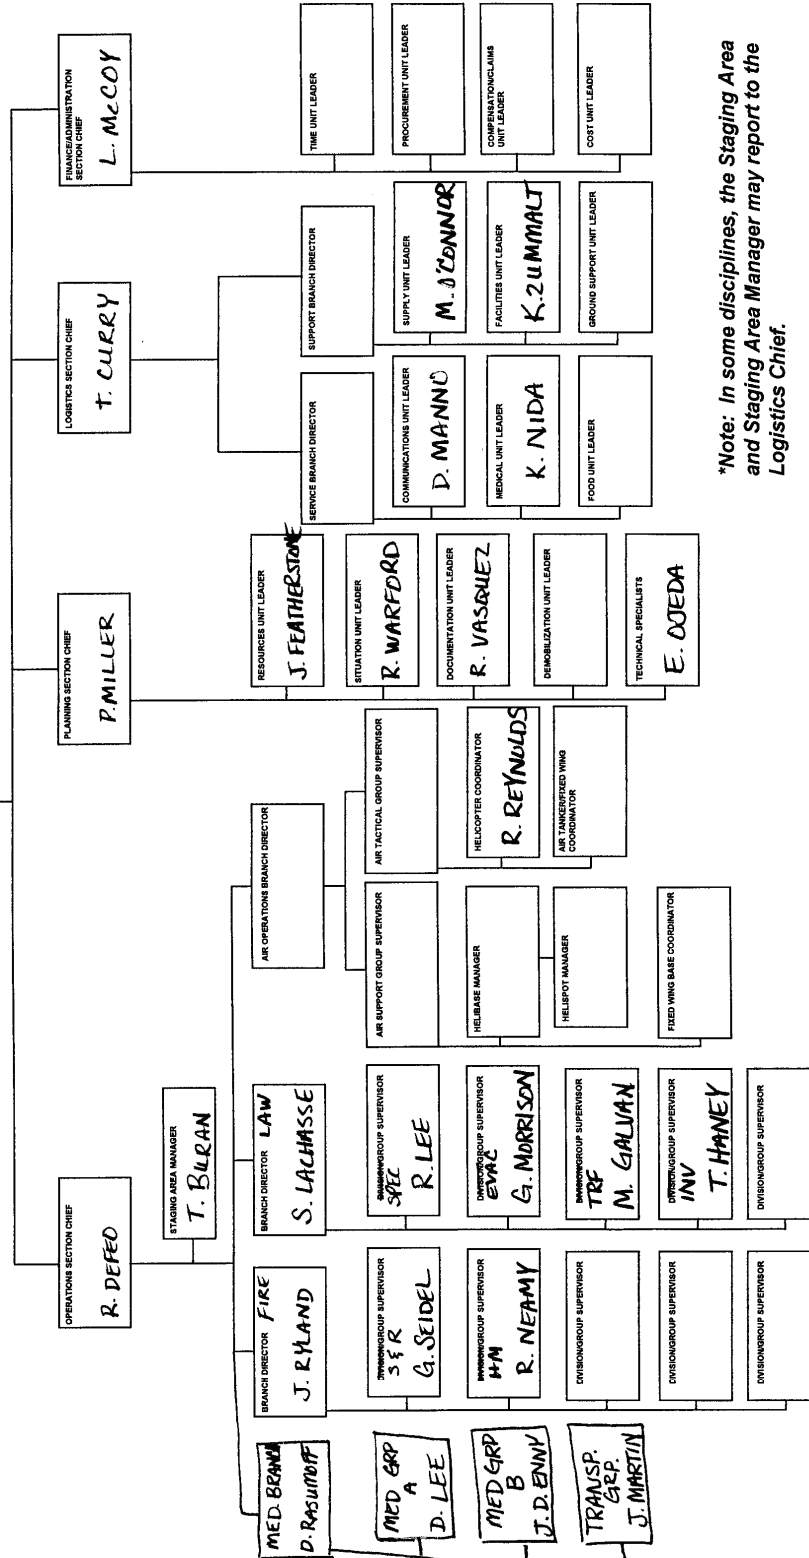 OPERATIONS SECTION CHIEF
R. DEFEO
STAGING AREA MANAGER
T. BURAN
MED. BRANCH
D. RASUMOFF
MED GRP
A
D. LEE
MED GRP
B
J.D. ENNY
TRANSP.
GRP.
J. MARTIN
BRANCH DIRECTOR FIRE
J. RYLAND
DIVISION/GROUP SUPERVISOR
S & R
G. SEIDEL
DIVISION/GROUP SUPERVISOR
HM
R. NEAMY
DIVISION/GROUP SUPERVISOR
DIVISION/GROUP SUPERVISOR
DIVISION/GROUP SUPERVISOR
BRANCH DIRECTOR LAW
S. LACHASSE
DIVISION/GROUP SUPERVISOR
SPEC
R. LEE
DIVISION/GROUP SUPERVISOR
EVAC
G. MORRISON
DIVISION/GROUP SUPERVISOR
TRF
M. GALVAN
DIVISION/GROUP SUPERVISOR
INV
T. HANEY
DIVISION/GROUP SUPERVISOR
AIR OPERATIONS BRANCH DIRECTOR
AIR SUPPORT GROUP SUPERVISOR
HELIBASE MANAGER
HELISPOT MANAGER
FIXED WING BASE COORDINATOR
AIR TACTICAL GROUP SUPERVISOR
HELICOPTER COORDINATOR
R. REYNOLDS
AIR TANKER/FIXED WING
COORDINATOR
PLANNING SECTION CHIEF
P. MILLER
RESOURCES UNIT LEADER
J. FEATHERSTONE
SITUATION UNIT LEADER
R. WARFORD
DOCUMENTATION UNIT LEADER
R. VASQUEZ
DEMOBILIZATION UNIT LEADER
TECHNICAL SPECIALISTS
E. OJEDA
LOGISTICS SECTION CHIEF
T. CURRY
SERVICE BRANCH DIRECTOR
COMMUNICATIONS UNIT LEADER
D. MANNO
MEDICAL UNIT LEADER
K. NIDA
FOOD UNIT LEADER
SUPPORT BRANCH DIRECTOR
SUPPLY UNIT LEADER
M. O'CONNOR
FACILITIES UNIT LEADER
K. ZUMMALT
GROUND SUPPORT UNIT LEADER
FINANCE/ADMINISTRATION
SECTION CHIEF
L. McCOY
TIME UNIT LEADER
PROCUREMENT UNIT LEADER
COMPENSATION/CLAIMS
UNIT LEADER
COST UNIT LEADER
*Note: In some disciplines, the Staging Area
and Staging Area Manager may report to the
Logistics Chief.